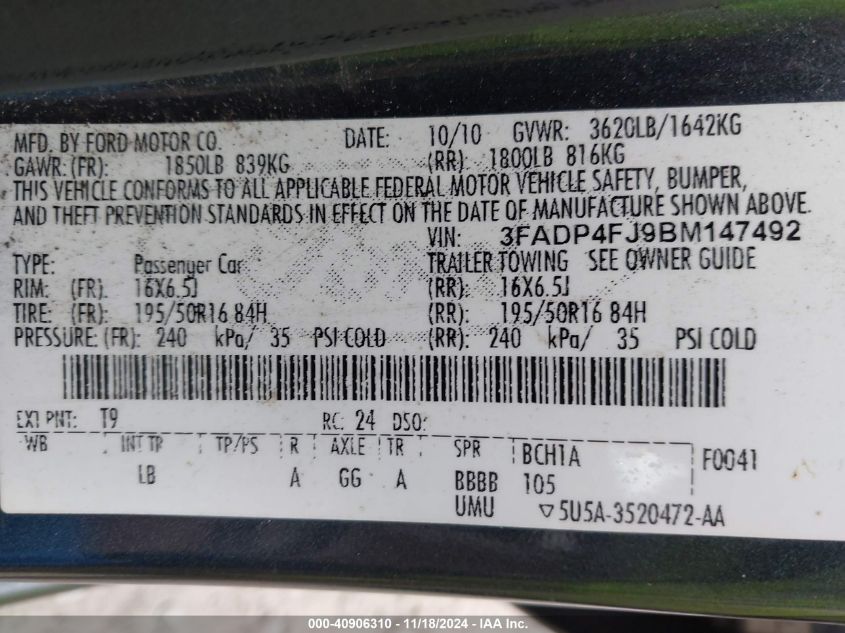 MFD. BY FORD MOTOR CO. DATE: 10/10 GVWR: 3620LB/1642KG
GAWR:(FR): 1850LB 839KG (RR): 1800LB 816KG
THIS VEHICLE CONFORMS TO ALL APPLICABLE FEDERAL MOTOR VEHICLE SAFETY, BUMPER,
AND THEFT PREVENTION STANDARDS IN EFFECT ON THE DATE OF MANUFACTURE SHOWN ABOVE.
VIN: 3FADP4FJ9BM147492
TYPE: Passenger Car TRAILER TOWING SEE OWNER GUIDE
RIM: (FR): 16X6.5J (RR): 16X6.5J
TIRE: (FR): 195/50R16 84H (RR): 195/50R16 84H
PRESSURE: (FR): 240 kPa/ 35 PSI COLD (RR): 240 kPa/ 35 PSI COLD
EXT PNT: T9 RC: 24 DSO:
WB INT TR TP/PS R AXLE TR SPR BCH1A F0041
LB A GG A BBBB 105
UMU ▽5U5A-3520472-AA
000-40906310 | 11/18/2024 - IAA Inc.